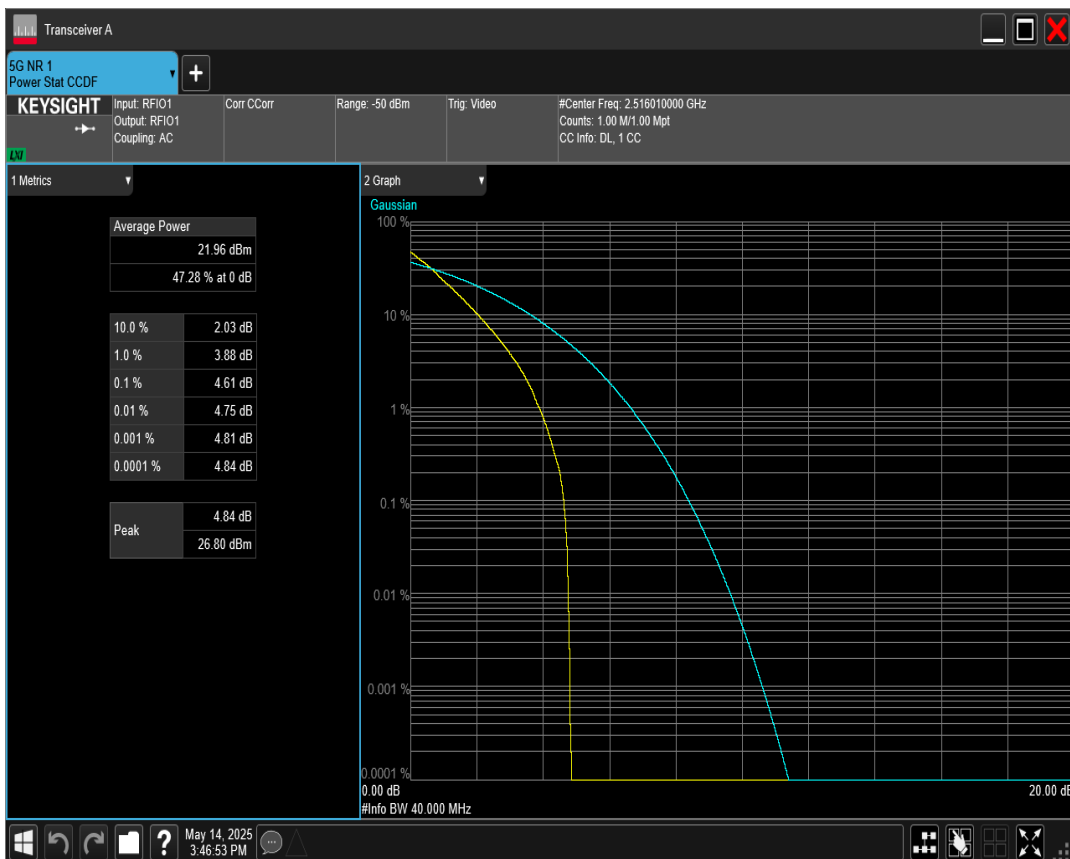 Transceiver A
5G NR 1
Power Stat CCDF
KEYSIGHT
LXI
Input: RFIO1
Output: RFIO1
Coupling: AC
Corr CCorr
Range: -50 dBm
Trig: Video
#Center Freq: 2.516010000 GHz
Counts: 1.00 M/1.00 Mpt
CC Info: DL, 1 CC
1 Metrics
Average Power
21.96 dBm
47.28 % at 0 dB
10.0 % 2.03 dB
1.0 % 3.88 dB
0.1 % 4.61 dB
0.01 % 4.75 dB
0.001 % 4.81 dB
0.0001 % 4.84 dB
Peak 4.84 dB
26.80 dBm
2 Graph
Gaussian
100 %
10 %
1 %
0.1 %
0.01 %
0.001 %
0.0001 %
0.00 dB 20.00 dB
#Info BW 40.000 MHz
? May 14, 2025
3:46:53 PM